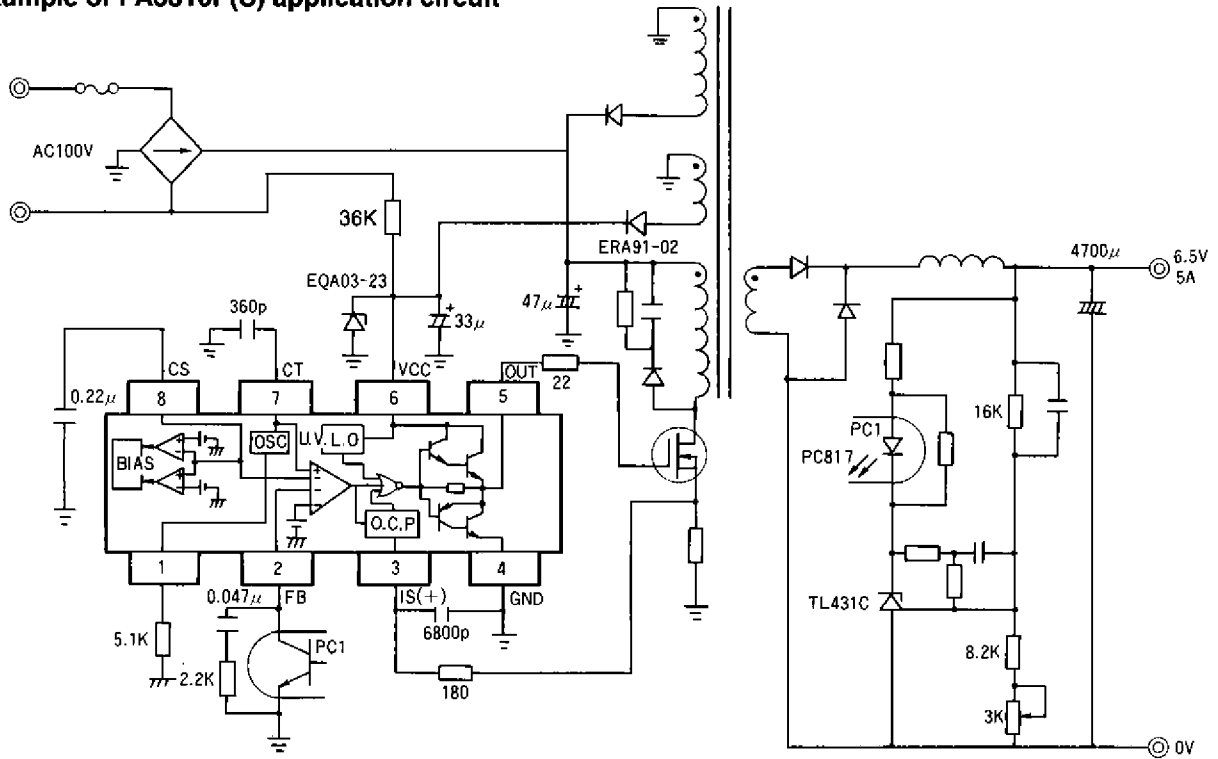 ample of FA5310P(S) application circuit
AC100V
36K
ERA91-02
EQA03-23
360p
33μ
47μ
4700μ
6.5V
5A
CS
CT
VCC
OUT
22
0.22μ
8
7
6
5
16K
OSC
U.V.L.O
PC1
BIAS
PC817
O.C.P
1
2
3
4
0.047μ
FB
IS(+)
GND
TL431C
6800p
5.1K
PC1
8.2K
2.2K
180
3K
0V